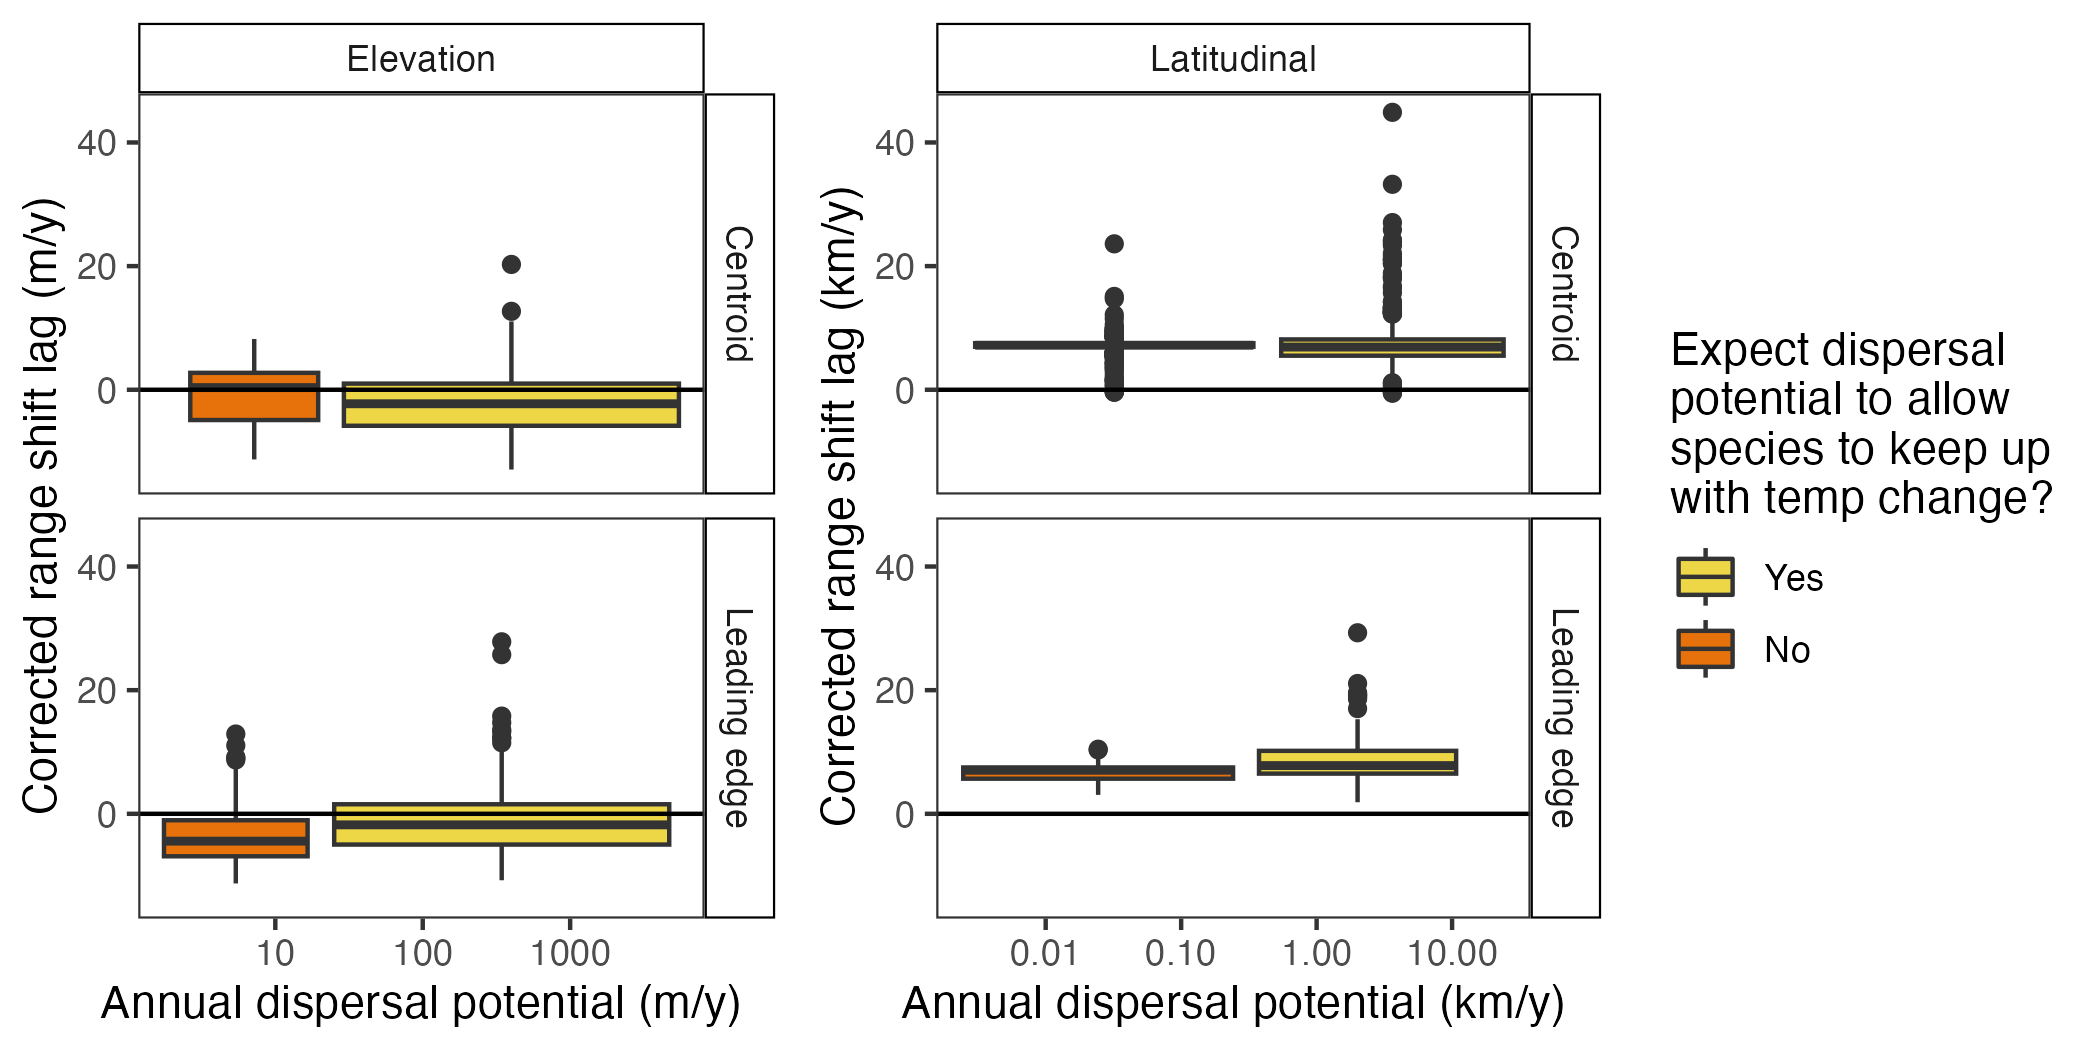 Elevation
Latitudinal
Corrected range shift lag (m/y)
40
20
0
Centroid
40
20
0
Leading edge
10
100
1000
Annual dispersal potential (m/y)
Corrected range shift lag (km/y)
40
20
0
Centroid
40
20
0
Leading edge
0.01
0.10
1.00
10.00
Annual dispersal potential (km/y)
Expect dispersal
potential to allow
species to keep up
with temp change?
Yes
No